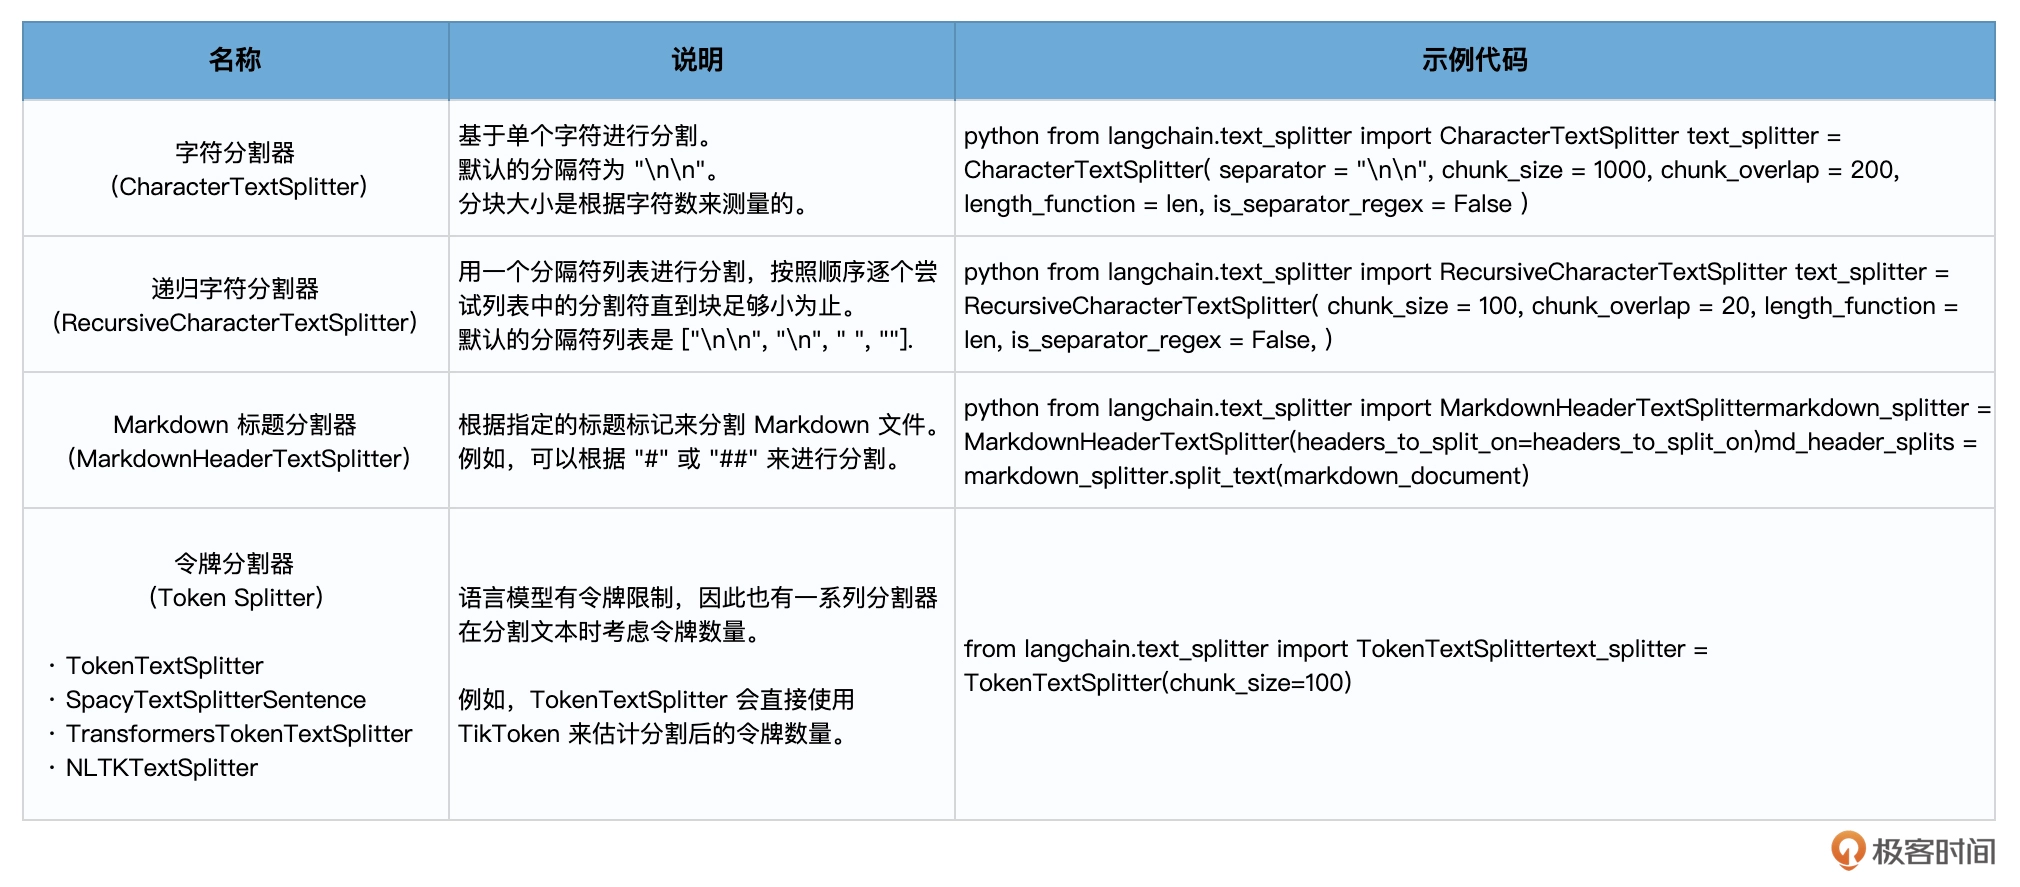 名称
说明
示例代码
字符分割器
（CharacterTextSplitter）
基于单个字符进行分割。
默认的分隔符为 "\n\n"。
分块大小是根据字符数来测量的。
python from langchain.text_splitter import CharacterTextSplitter text_splitter =
CharacterTextSplitter( separator = "\n\n", chunk_size = 1000, chunk_overlap = 200,
length_function = len, is_separator_regex = False )
递归字符分割器
（RecursiveCharacterTextSplitter）
用一个分隔符列表进行分割，按照顺序逐个尝
试列表中的分割符直到块足够小为止。
默认的分隔符列表是 ["\n\n", "\n", " ", ""].
python from langchain.text_splitter import RecursiveCharacterTextSplitter text_splitter =
RecursiveCharacterTextSplitter( chunk_size = 100, chunk_overlap = 20, length_function =
len, is_separator_regex = False, )
Markdown 标题分割器
（MarkdownHeaderTextSplitter）
根据指定的标题标记来分割 Markdown 文件。
例如，可以根据 "#" 或 "##" 来进行分割。
python from langchain.text_splitter import MarkdownHeaderTextSplittermarkdown_splitter =
MarkdownHeaderTextSplitter(headers_to_split_on=headers_to_split_on)md_header_splits =
markdown_splitter.split_text(markdown_document)
令牌分割器
（Token Splitter）
· TokenTextSplitter
· SpacyTextSplitterSentence
· TransformersTokenTextSplitter
· NLTKTextSplitter
语言模型有令牌限制，因此也有一系列分割器
在分割文本时考虑令牌数量。
例如，TokenTextSplitter 会直接使用
TikToken 来估计分割后的令牌数量。
from langchain.text_splitter import TokenTextSplittertext_splitter =
TokenTextSplitter(chunk_size=100)
极客时间